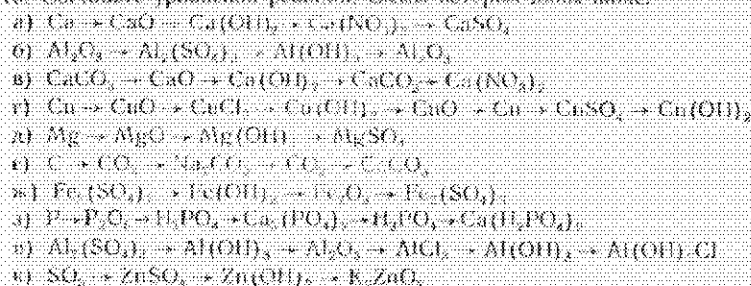 а) Ca → CaO → Ca(OH)₂ → Ca(NO₃)₂ → CaSO₄
б) Al₂O₃ → Al₂(SO₄)₃ → Al(OH)₃ → Al₂O₃
в) CaCO₃ → CaO → Ca(OH)₂ → CaCO₃ → Ca(NO₃)₂
г) Cu → CuO → CuCl₂ → Cu(OH)₂ → CuO → Cu → CuSO₄ → Cu(OH)₂
д) Mg → MgO → Mg(OH)₂ → MgSO₄
е) C → CO₂ → Na₂CO₃ → CO₂ → CaCO₃
ж) Fe₂(SO₄)₃ → Fe(OH)₃ → Fe₂O₃ → Fe₂(SO₄)₃
з) P → P₂O₅ → H₃PO₄ → Ca₃(PO₄)₂ → H₃PO₄ → Ca(H₂PO₄)₂
и) Al₂(SO₄)₃ → Al(OH)₃ → Al₂O₃ → AlCl₃ → Al(OH)₃ → Al(OH)₂Cl
к) SO₃ → ZnSO₄ → Zn(OH)₂ → K₂ZnO₂